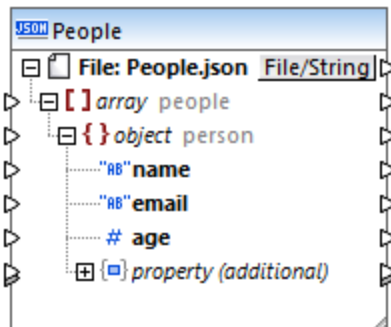 JSON People
File: People.json File/String
[ ] array people
{ } object person
"AB" name
"AB" email
# age
{ } property (additional)